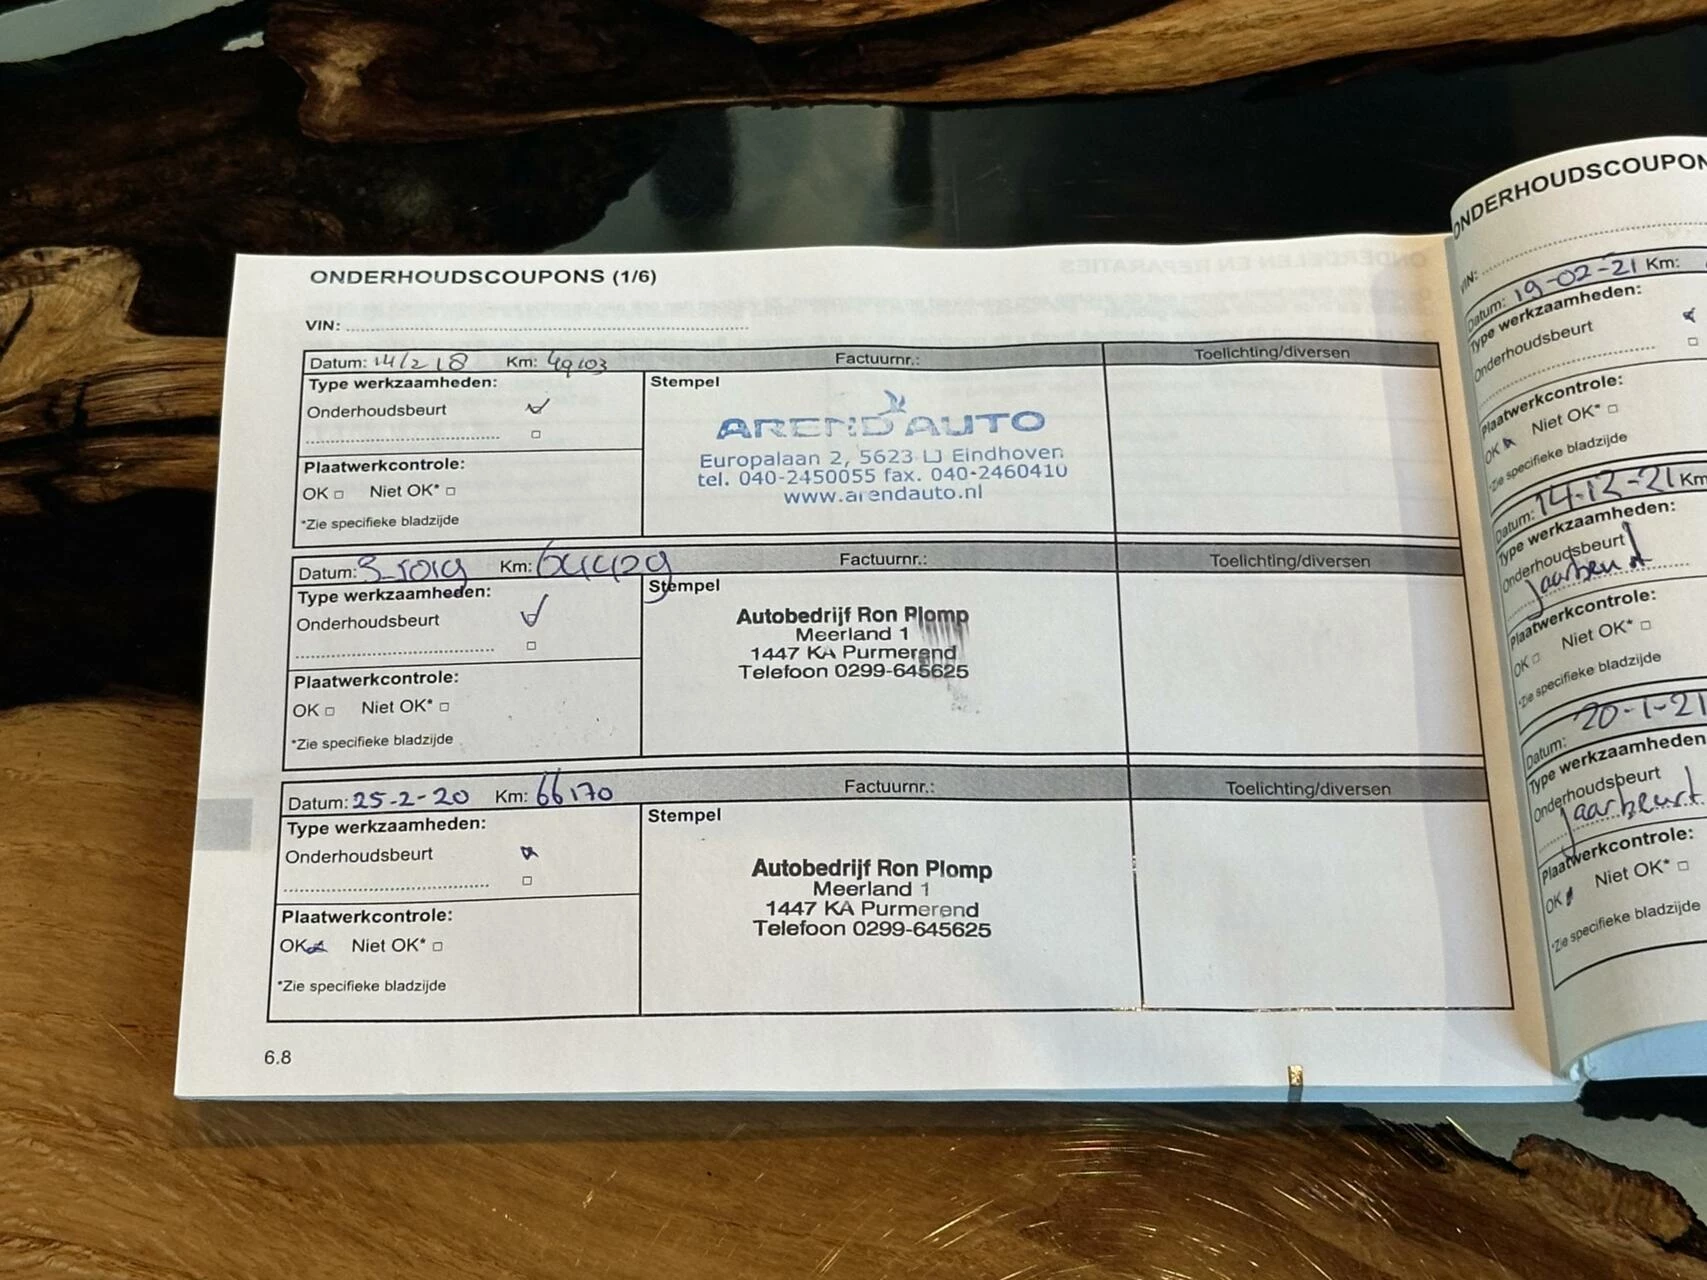 ONDERHOUDSCOUPONS (1/6)
VIN:
Datum: 14/2 18 Km: 49103 Factuurnr.: Toelichting/diversen
Type werkzaamheden:
Stempel
Onderhoudsbeurt
AREND AUTO
Europalaan 2, 5623 LJ Eindhoven
tel. 040-2450055 fax. 040-2460410
www.arendauto.nl
Plaatwerkcontrole:
OK Niet OK*
*Zie specifieke bladzijde
Datum: Km: Factuurnr.: Toelichting/diversen
Type werkzaamheden:
Stempel
Onderhoudsbeurt
Autobedrijf Ron Plomp
Meerland 1
1447 KA Purmerend
Telefoon 0299-645625
Plaatwerkcontrole:
OK Niet OK*
*Zie specifieke bladzijde
Datum: 25-2-20 Km: 66170 Factuurnr.: Toelichting/diversen
Type werkzaamheden:
Stempel
Onderhoudsbeurt
Autobedrijf Ron Plomp
Meerland 1
1447 KA Purmerend
Telefoon 0299-645625
Plaatwerkcontrole:
OK Niet OK*
*Zie specifieke bladzijde
6.8
ONDERHOUDSCOUPON
VIN:
Datum: 19-02-21 Km:
Type werkzaamheden:
Onderhoudsbeurt
Plaatwerkcontrole:
OK Niet OK*
*Zie specifieke bladzijde
Datum: 14-12-21 Km
Type werkzaamheden:
Onderhoudsbeurt
Jaarbeurt
Plaatwerkcontrole:
OK Niet OK*
*Zie specifieke bladzijde
Datum: 20-1-21
Type werkzaamheden
Onderhoudsbeurt
Jaarbeurt
Plaatwerkcontrole:
OK Niet OK*
*Zie specifieke bladzijde